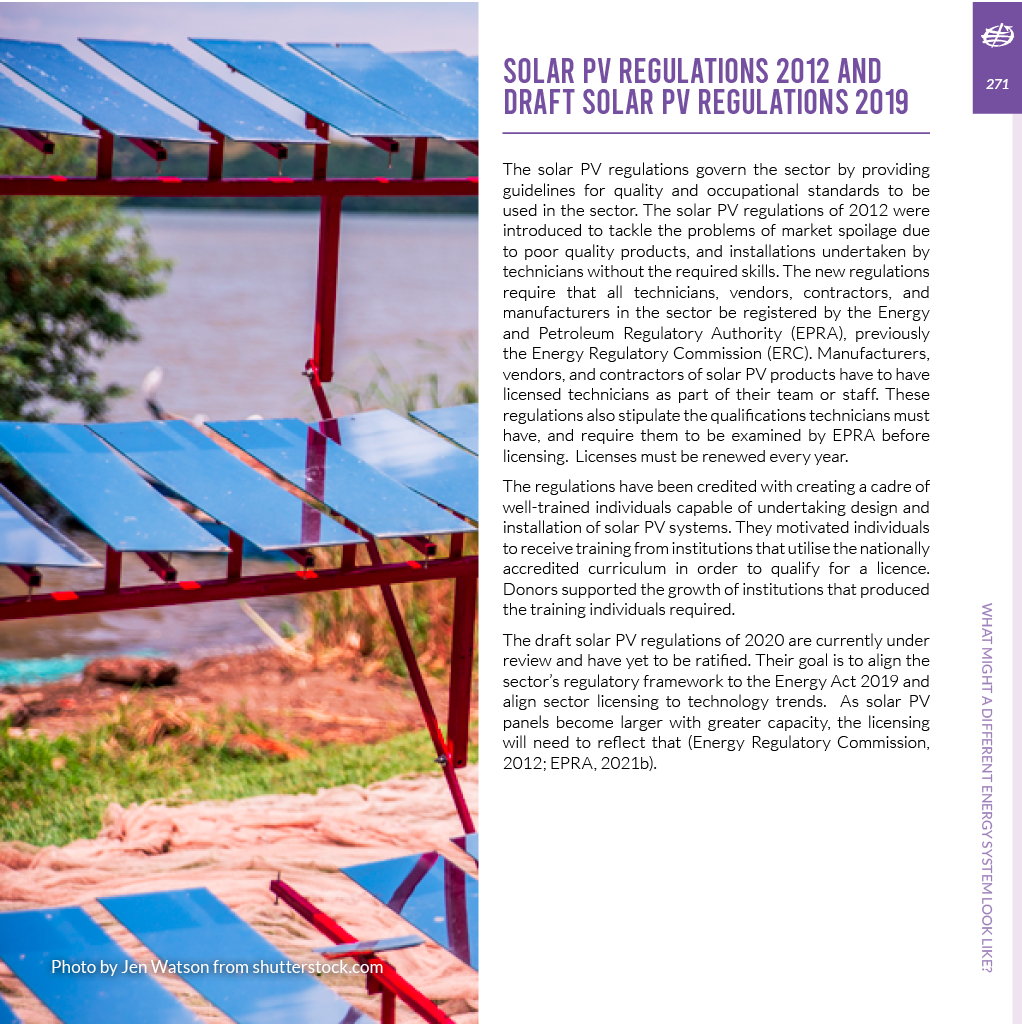 SOLAR PV REGULATIONS 2012 AND
DRAFT SOLAR PV REGULATIONS 2019
The solar PV regulations govern the sector by providing
guidelines for quality and occupational standards to be
used in the sector. The solar PV regulations of 2012 were
introduced to tackle the problems of market spoilage due
to poor quality products, and installations undertaken by
technicians without the required skills. The new regulations
require that all technicians, vendors, contractors, and
manufacturers in the sector be registered by the Energy
and Petroleum Regulatory Authority (EPRA), previously
the Energy Regulatory Commission (ERC). Manufacturers,
vendors, and contractors of solar PV products have to have
licensed technicians as part of their team or staff. These
regulations also stipulate the qualifications technicians must
have, and require them to be examined by EPRA before
licensing. Licenses must be renewed every year.
The regulations have been credited with creating a cadre of
well-trained individuals capable of undertaking design and
installation of solar PV systems. They motivated individuals
to receive training from institutions that utilise the nationally
accredited curriculum in order to qualify for a licence.
Donors supported the growth of institutions that produced
the training individuals required.
The draft solar PV regulations of 2020 are currently under
review and have yet to be ratified. Their goal is to align the
sector's regulatory framework to the Energy Act 2019 and
align sector licensing to technology trends. As solar PV
panels become larger with greater capacity, the licensing
will need to reflect that (Energy Regulatory Commission,
2012; EPRA, 2021b).
Photo by Jen Watson from shutterstock.com
271
WHAT MIGHT A DIFFERENT ENERGY SYSTEM LOOK LIKE?